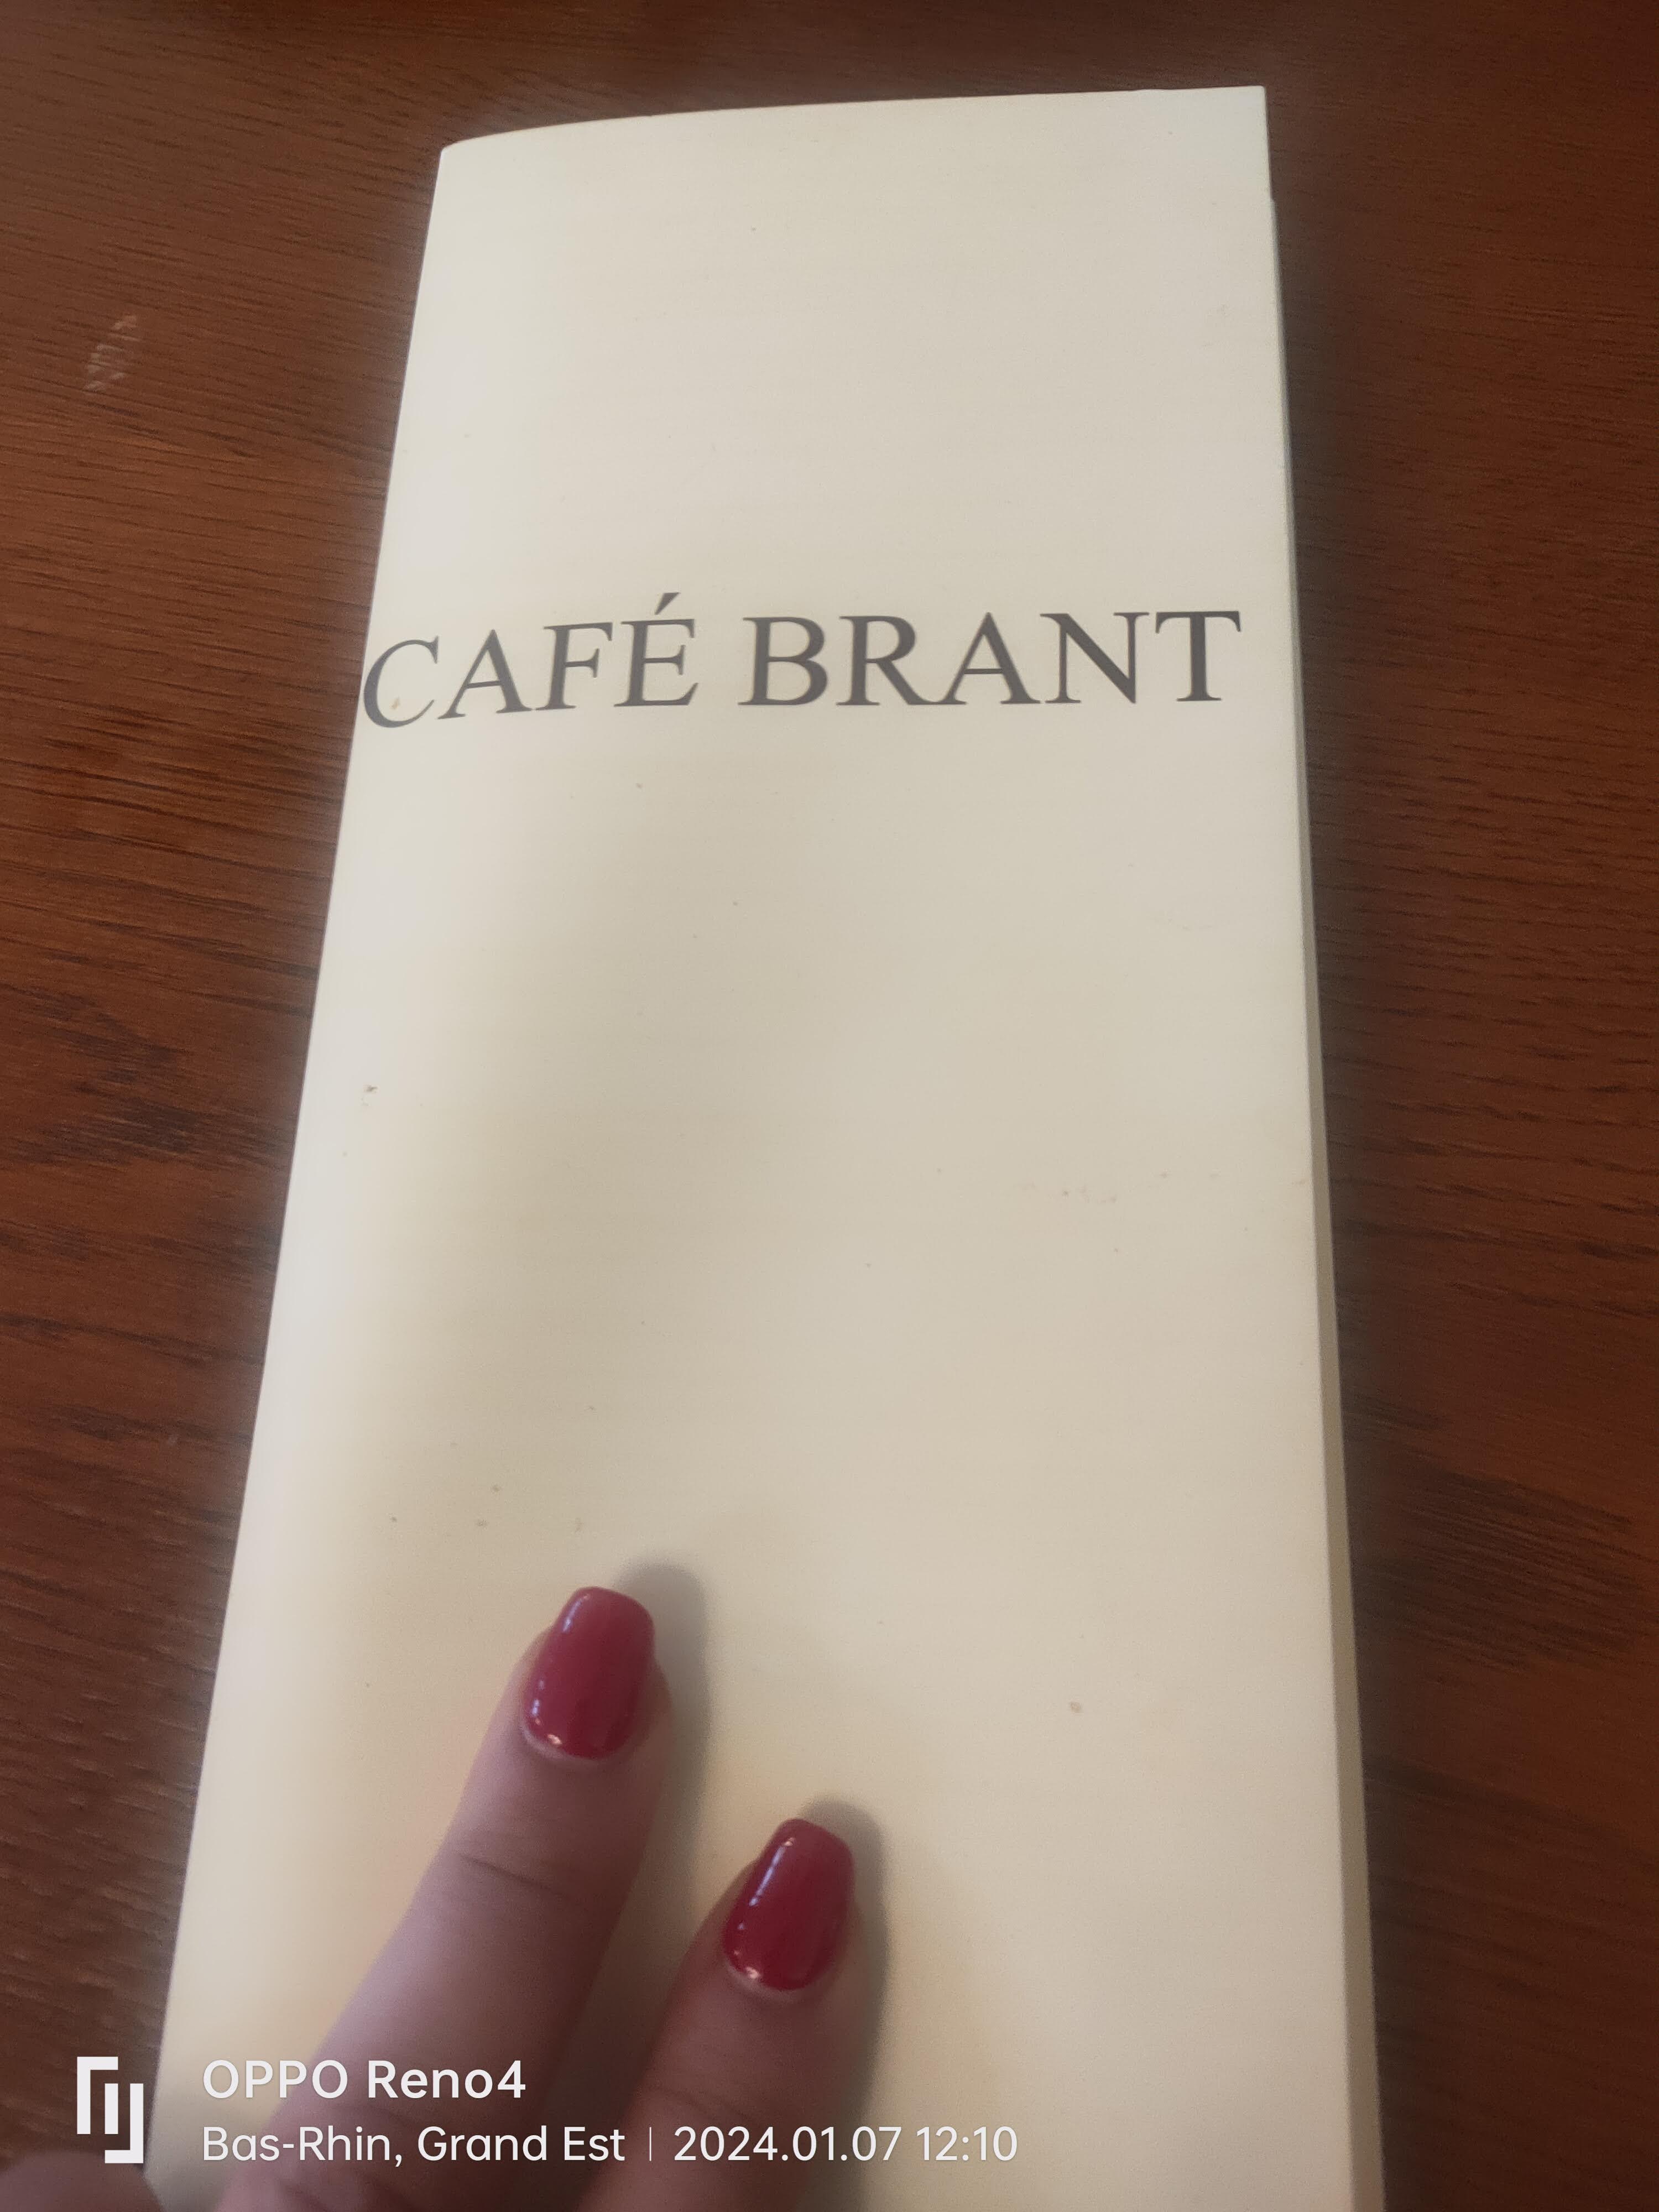 CAFÉ BRANT
OPPO Reno4
Bas-Rhin, Grand Est | 2024.01.07 12:10